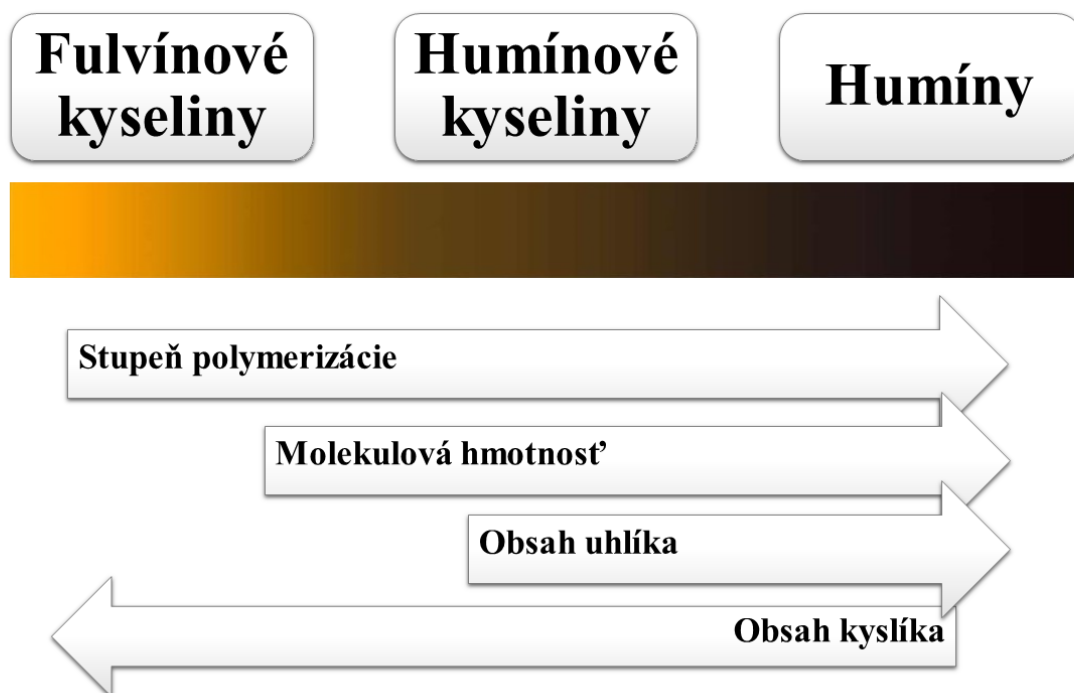 Fulvínové
kyseliny
Humínové
kyseliny
Humíny
Stupeň polymerizácie
Molekulová hmotnosť
Obsah uhlíka
Obsah kyslíka